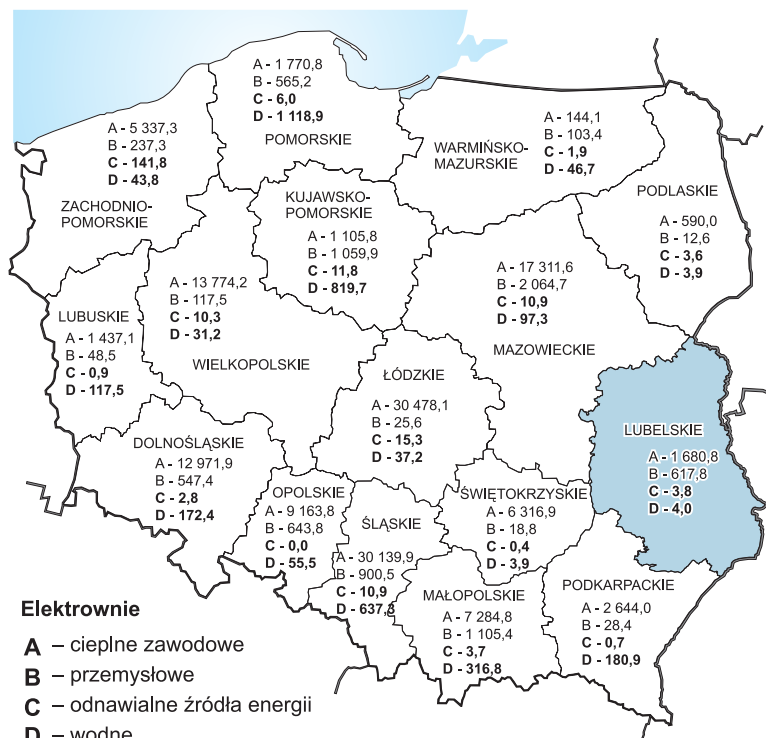 A - 1 770,8
B - 565,2
C - 6,0
D - 1 118,9
POMORSKIE
A - 5 337,3
B - 237,3
C - 141,8
D - 43,8
ZACHODNIO-
POMORSKIE
A - 144,1
B - 103,4
C - 1,9
D - 46,7
WARMIŃSKO-
MAZURSKIE
PODLASKIE
A - 590,0
B - 12,6
C - 3,6
D - 3,9
KUJAWSKO-
POMORSKIE
A - 1 105,8
B - 1 059,9
C - 11,8
D - 819,7
A - 17 311,6
B - 2 064,7
C - 10,9
D - 97,3
MAZOWIECKIE
A - 13 774,2
B - 117,5
C - 10,3
D - 31,2
WIELKOPOLSKIE
LUBUSKIE
A - 1 437,1
B - 48,5
C - 0,9
D - 117,5
ŁÓDZKIE
A - 30 478,1
B - 25,6
C - 15,3
D - 37,2
LUBELSKIE
A - 1 680,8
B - 617,8
C - 3,8
D - 4,0
DOLNOŚLĄSKIE
A - 12 971,9
B - 547,4
C - 2,8
D - 172,4
OPOLSKIE
A - 9 163,8
B - 643,8
C - 0,0
D - 55,5
ŚLĄSKIE
A - 30 139,9
B - 900,5
C - 10,9
D - 637,3
ŚWIĘTOKRZYSKIE
A - 6 316,9
B - 18,8
C - 0,4
D - 3,9
MAŁOPOLSKIE
A - 7 284,8
B - 1 105,4
C - 3,7
D - 316,8
PODKARPACKIE
A - 2 644,0
B - 28,4
C - 0,7
D - 180,9
Elektrownie
A – cieplne zawodowe
B – przemysłowe
C – odnawialne źródła energii
D – wodne